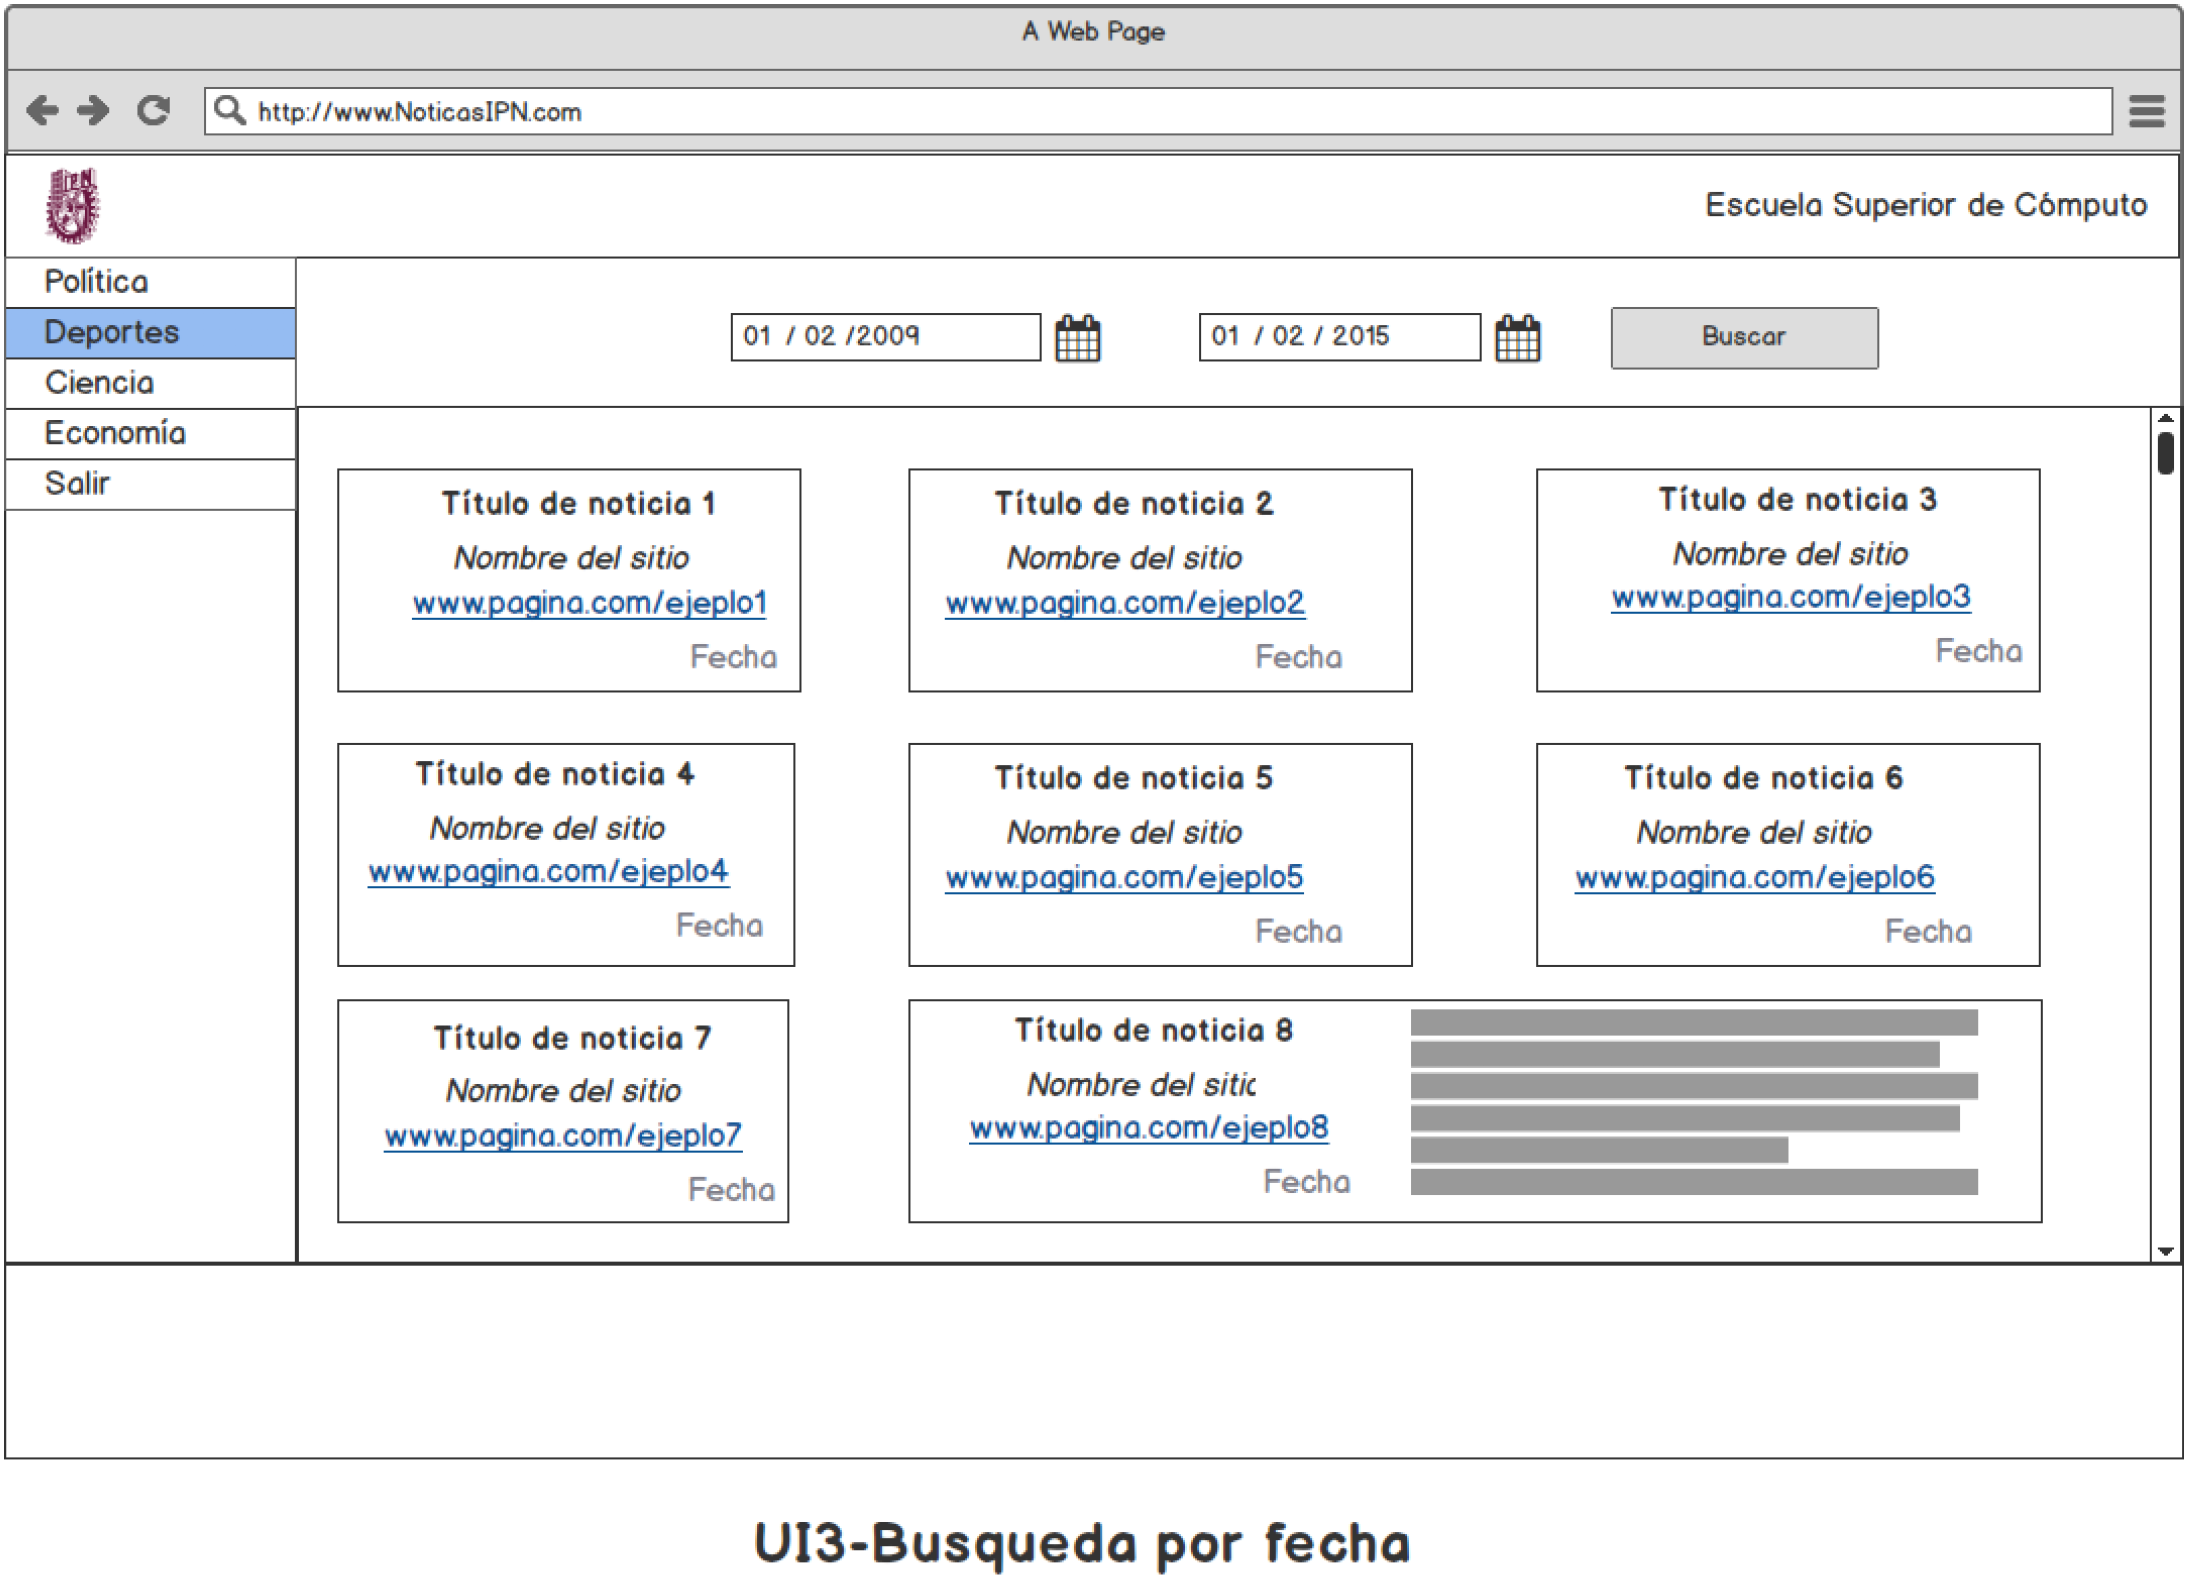 A Web Page
http://www.NoticasIPN.com
IPN
Escuela Superior de Cómputo
Política
Deportes
Ciencia
Economía
Salir
01 / 02 /2009
01 / 02 / 2015
Buscar
Título de noticia 1
Nombre del sitio
www.pagina.com/ejeplo1
Fecha
Título de noticia 2
Nombre del sitio
www.pagina.com/ejeplo2
Fecha
Título de noticia 3
Nombre del sitio
www.pagina.com/ejeplo3
Fecha
Título de noticia 4
Nombre del sitio
www.pagina.com/ejeplo4
Fecha
Título de noticia 5
Nombre del sitio
www.pagina.com/ejeplo5
Fecha
Título de noticia 6
Nombre del sitio
www.pagina.com/ejeplo6
Fecha
Título de noticia 7
Nombre del sitio
www.pagina.com/ejeplo7
Fecha
Título de noticia 8
Nombre del sitio
www.pagina.com/ejeplo8
Fecha
UI3-Busqueda por fecha